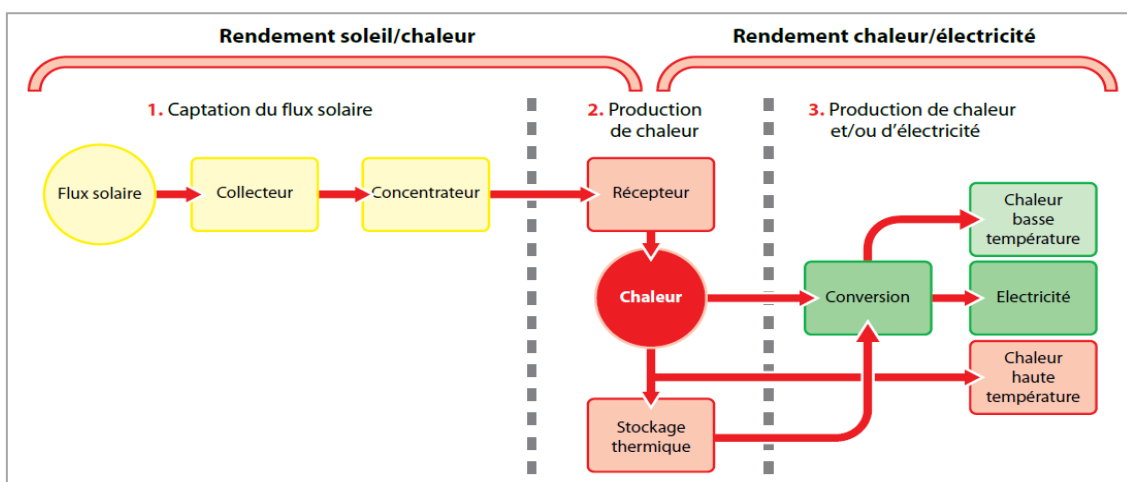 Rendement soleil/chaleur
Rendement chaleur/électricité
1. Captation du flux solaire
2. Production
de chaleur
3. Production de chaleur
et/ou d'électricité
Flux solaire
Collecteur
Concentrateur
Récepteur
Chaleur
basse
température
Chaleur
Conversion
Electricité
Chaleur
haute
température
Stockage
thermique